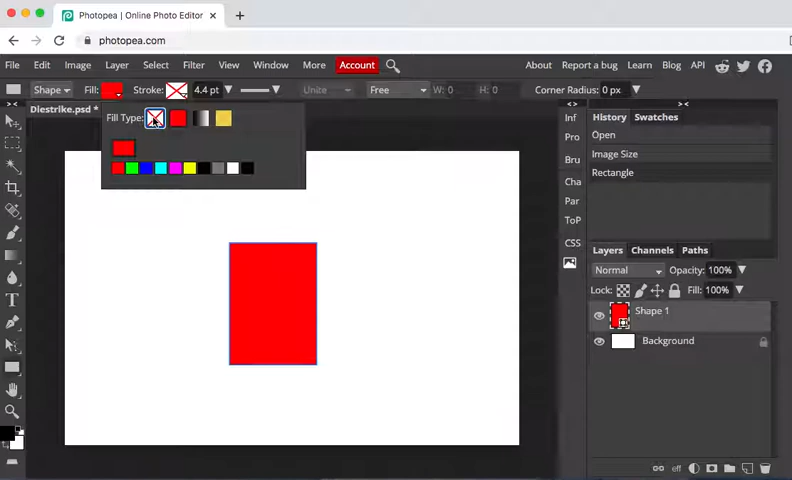 Photopea | Online Photo Editor × +
photopea.com
File Edit Image Layer Select Filter View Window More Account About Report a bug Learn Blog API
Shape Fill: Stroke: 4.4 pt Unite Free W: 0 H: 0 Corner Radius: 0 px
Diestrike.psd *
Fill Type:
Inf
Pro
Bru
Cha
Par
ToP
CSS
History Swatches
Open
Image Size
Rectangle
Layers Channels Paths
Normal Opacity: 100%
Lock: Fill: 100%
Shape 1
Background
eff